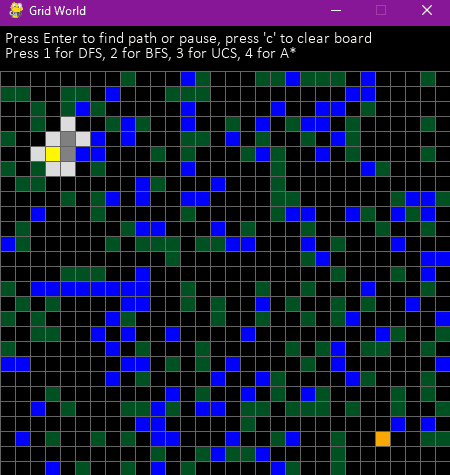 Grid World
Press Enter to find path or pause, press 'c' to clear board
Press 1 for DFS, 2 for BFS, 3 for UCS, 4 for A*